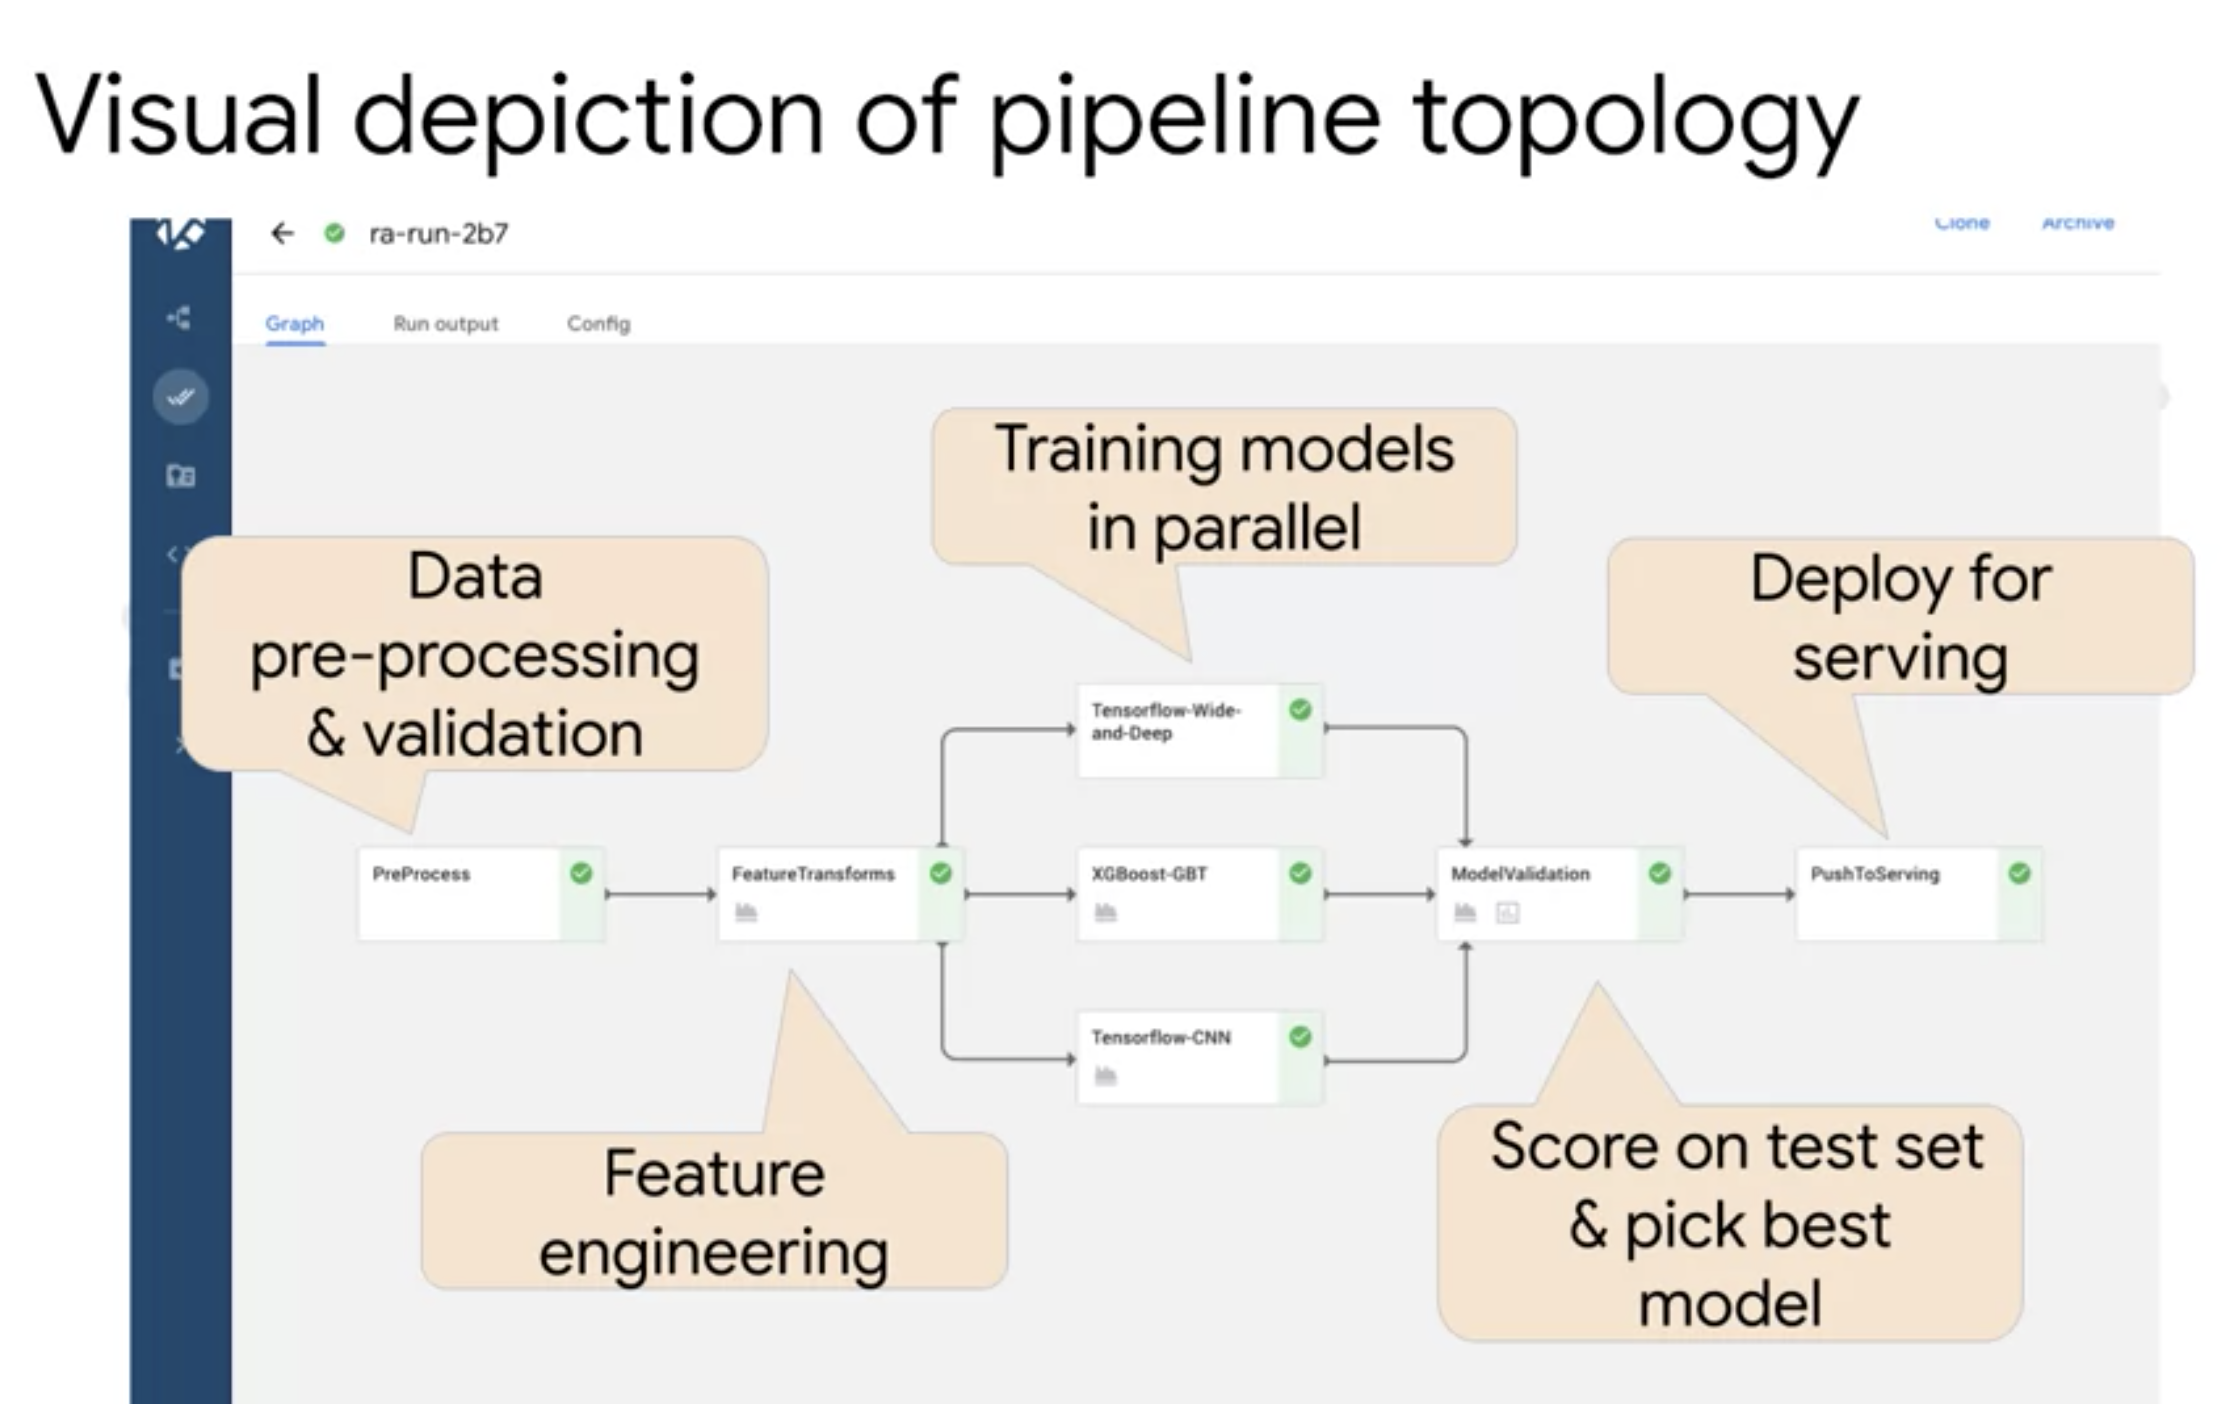 Visual depiction of pipeline topology
ra-run-2b7
Clone
Archive
Graph
Run output
Config
Training models
in parallel
Data
pre-processing
& validation
Deploy for
serving
Tensorflow-Wide-
and-Deep
PreProcess
FeatureTransforms
XGBoost-GBT
ModelValidation
PushToServing
Tensorflow-CNN
Feature
engineering
Score on test set
& pick best
model